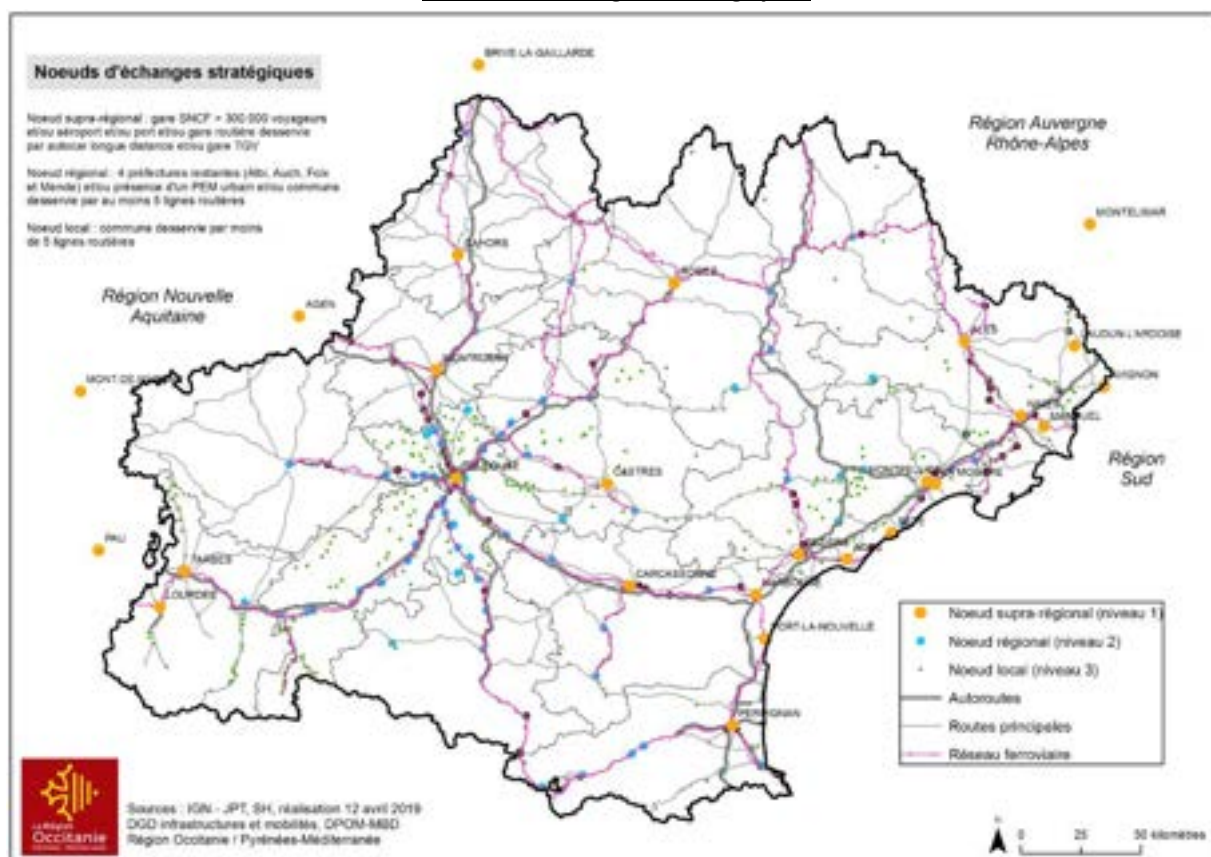 BRIVE-LA-GAILLARDE
Noeuds d'échanges stratégiques
Noeud supra-régional : gare SNCF > 300 000 voyageurs
et/ou aéroport et/ou port et/ou gare routière desservie
par autocar longue distance et/ou gare TGV
Noeud régional : 4 préfectures restantes (Albi, Auch, Foix
et Mende) et/ou présence d'un PEM urbain et/ou commune
desservie par au moins 5 lignes routières
Noeud local : commune desservie par moins
de 5 lignes routières
Région Auvergne
Rhône-Alpes
MONTELIMAR
CAHORS
RODEZ
Région Nouvelle
Aquitaine
AGEN
ALES
LAUDUN-L'ARDOISE
MONTAUBAN
MONT-DE-
AVIGNON
NIMES
Région
Sud
TOULOUSE
CASTRES
PAU
TARBES
LOURDES
CARCASSONNE
NARBONNE
PORT-LA-NOUVELLE
PERPIGNAN
Noeud supra-régional (niveau 1)
Noeud régional (niveau 2)
Noeud local (niveau 3)
Autoroutes
Routes principales
Réseau ferroviaire
La Région
Occitanie
Sources : IGN - JPT, SH, réalisation 12 avril 2019
DGD infrastructures et mobilités, DPOM-MBD
Région Occitanie / Pyrénées-Méditerranée
N
0 25 50 kilomètres